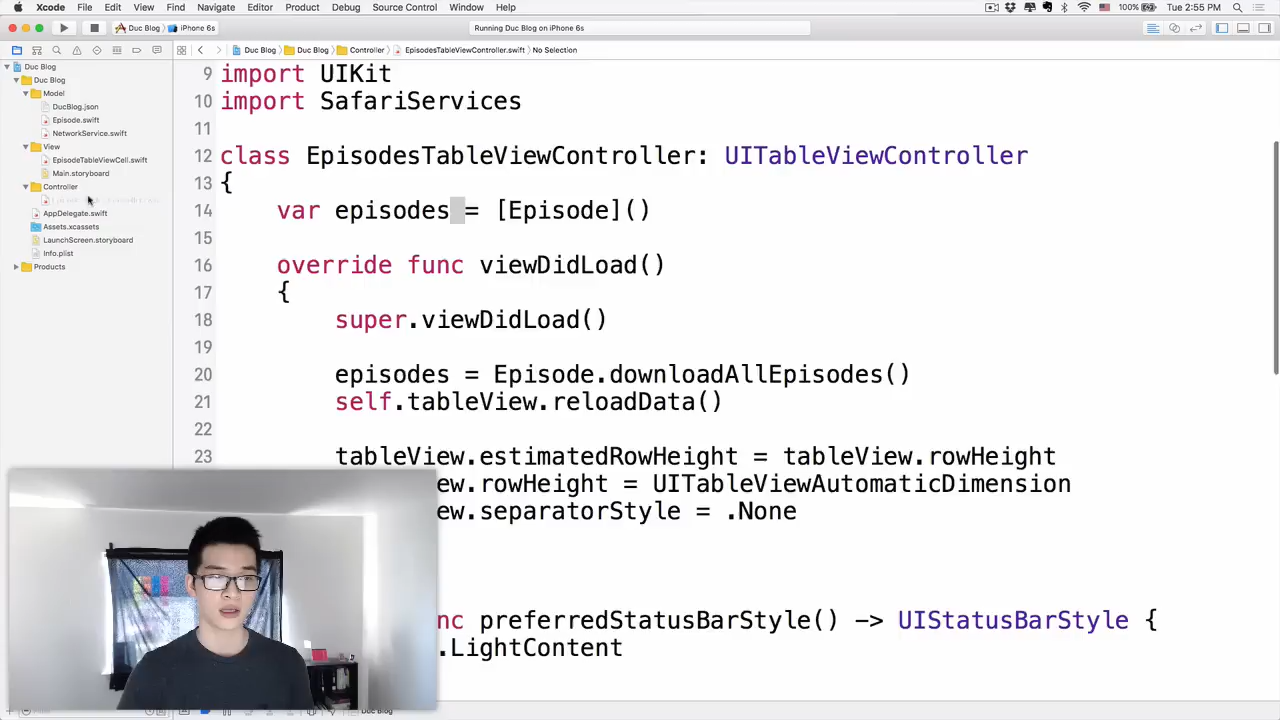 Xcode File Edit View Find Navigate Editor Product Debug Source Control Window Help 100% Tue 2:55 PM
Duc Blog iPhone 6s Running Duc Blog on iPhone 6s
Duc Blog Duc Blog Controller EpisodesTableViewController.swift No Selection
Duc Blog
Duc Blog
Model
DucBlog.json
Episode.swift
NetworkService.swift
View
EpisodeTableViewCell.swift
Main.storyboard
Controller
AppDelegate.swift
Assets.xcassets
LaunchScreen.storyboard
Info.plist
Products
9 import UIKit
10 import SafariServices
11
12 class EpisodesTableViewController: UITableViewController
13 {
14 var episodes = [Episode]()
15
16 override func viewDidLoad()
17 {
18 super.viewDidLoad()
19
20 episodes = Episode.downloadAllEpisodes()
21 self.tableView.reloadData()
22
23 tableView.estimatedRowHeight = tableView.rowHeight
ew.rowHeight = UITableViewAutomaticDimension
ew.separatorStyle = .None
nc preferredStatusBarStyle() -> UIStatusBarStyle {
.LightContent
Duc Blog